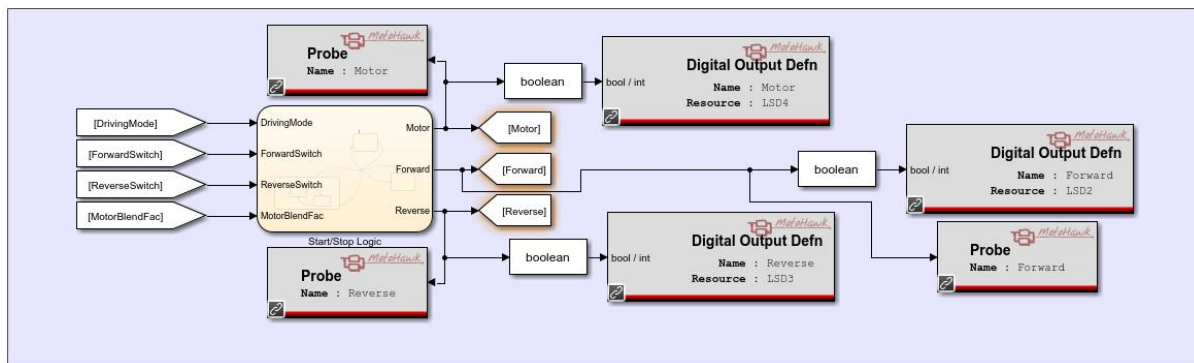 MotoHawk
Probe
Name : Motor
boolean
bool / int
MotoHawk
Digital Output Defn
Name : Motor
Resource : LSD4
[DrivingMode]
[ForwardSwitch]
[ReverseSwitch]
[MotorBlendFac]
DrivingMode
ForwardSwitch
ReverseSwitch
MotorBlendFac
Motor
Forward
Reverse
Start/Stop Logic
[Motor]
[Forward]
[Reverse]
boolean
bool / int
MotoHawk
Digital Output Defn
Name : Forward
Resource : LSD2
MotoHawk
Probe
Name : Reverse
boolean
bool / int
MotoHawk
Digital Output Defn
Name : Reverse
Resource : LSD3
MotoHawk
Probe
Name : Forward